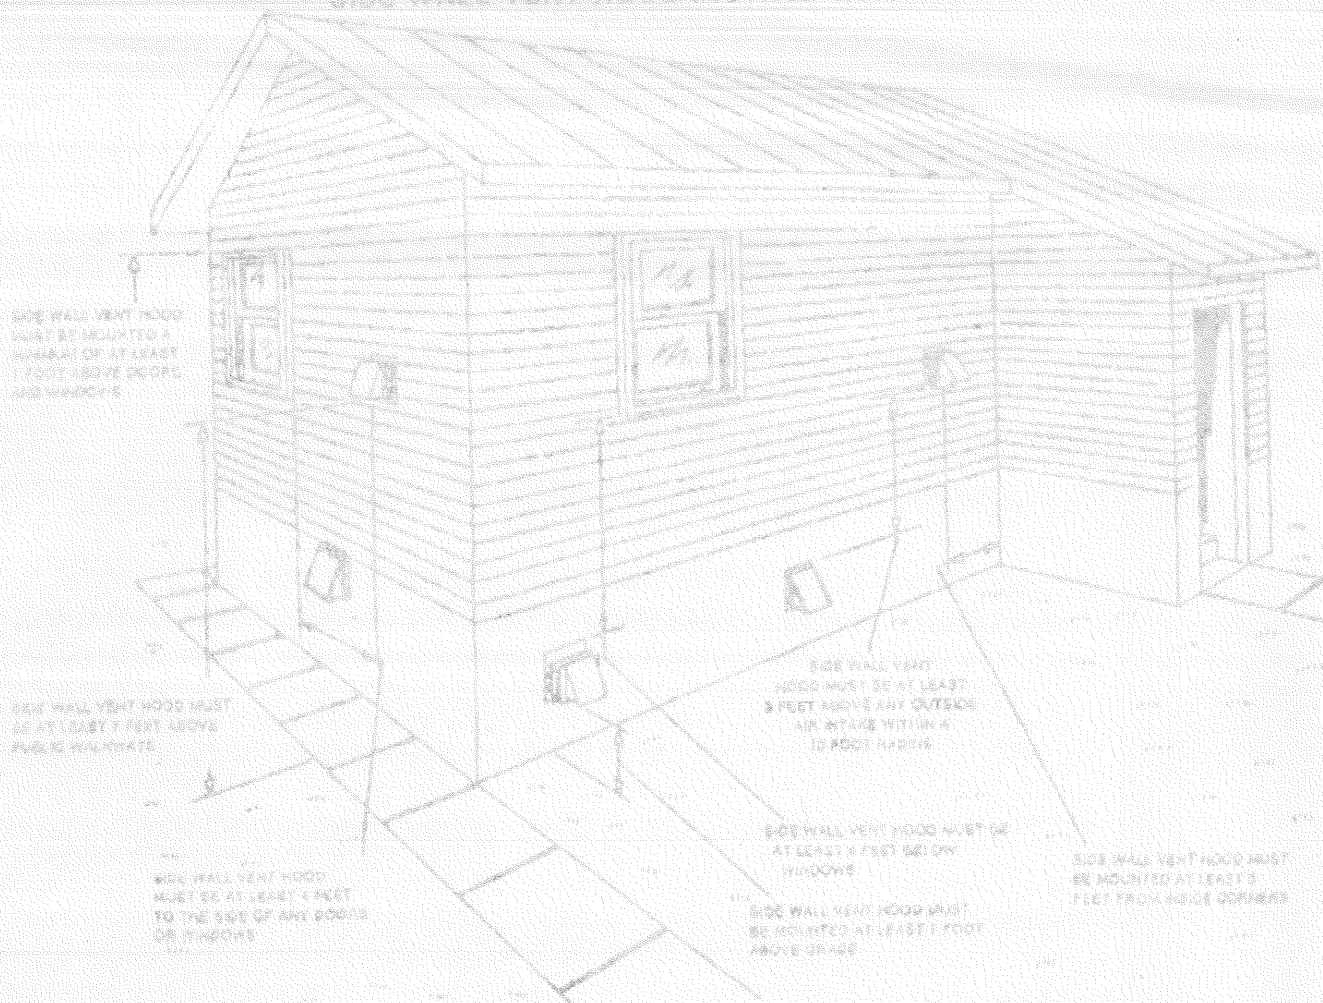 SIDE WALL VENT HOOD
MUST BE MOUNTED A
MINIMUM OF AT LEAST
1 FOOT ABOVE DOORS
AND WINDOWS
SIDE WALL VENT HOOD MUST
BE AT LEAST 7 FEET ABOVE
PUBLIC WALKWAYS
SIDE WALL VENT HOOD
MUST BE AT LEAST 4 FEET
TO THE SIDE OF ANY DOORS
OR WINDOWS
SIDE WALL VENT
HOOD MUST BE AT LEAST
3 FEET ABOVE ANY OUTSIDE
AIR INTAKE WITHIN A
10 FOOT RADIUS
SIDE WALL VENT HOOD MUST BE
AT LEAST 4 FEET BELOW
WINDOWS
SIDE WALL VENT HOOD MUST
BE MOUNTED AT LEAST 1 FOOT
ABOVE GRADE
SIDE WALL VENT HOOD MUST
BE MOUNTED AT LEAST 3
FEET FROM INSIDE CORNERS